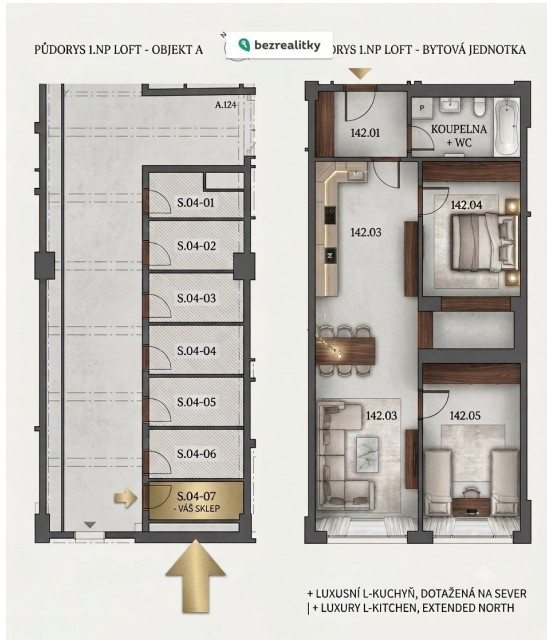 PŮDORYS 1.NP LOFT - OBJEKT A
N
bezrealitky
ORYS 1.NP LOFT - BYTOVÁ JEDNOTKA
A.124
S.04-01
S.04-02
S.04-03
S.04-04
S.04-05
S.04-06
S.04-07
- VÁŠ SKLEP
142.01
P
KOUPELNA
+ WC
142.04
142.03
M
142.03
142.05
+ LUXUSNÍ L-KUCHYŇ, DOTAŽENÁ NA SEVER
| + LUXURY L-KITCHEN, EXTENDED NORTH